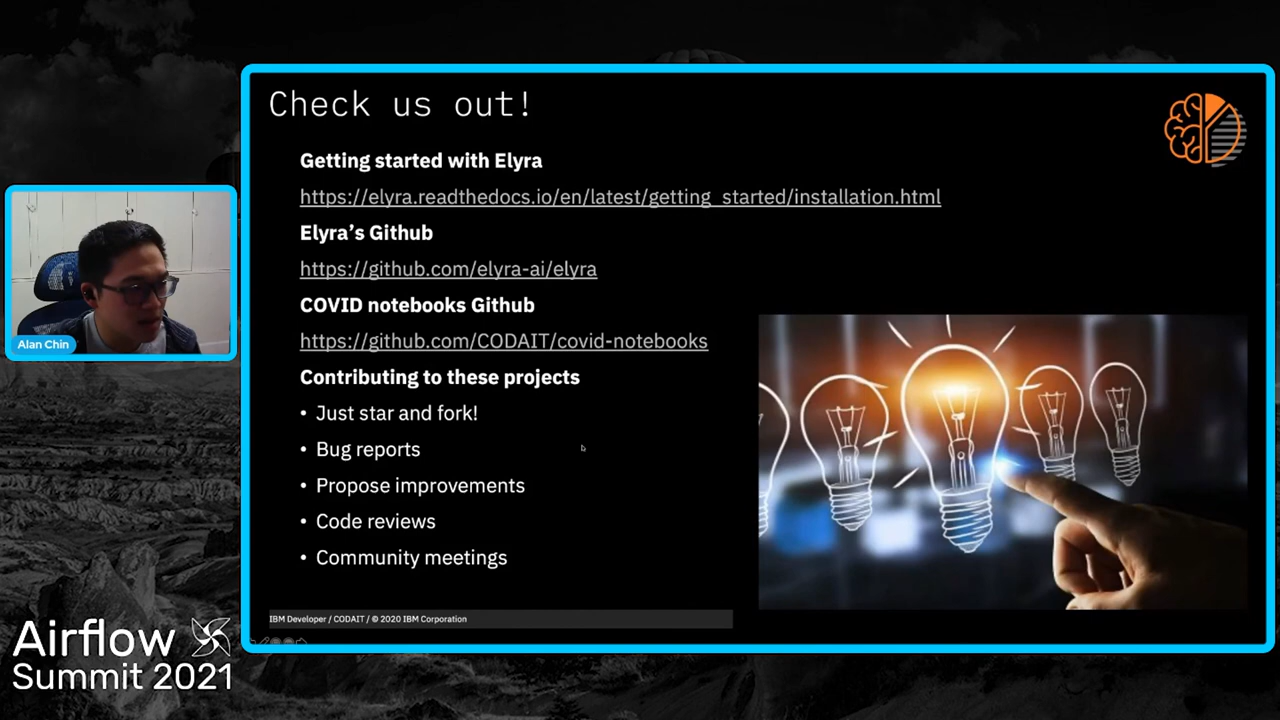 Check us out!
Getting started with Elyra
https://elyra.readthedocs.io/en/latest/getting_started/installation.html
Elyra’s Github
https://github.com/elyra-ai/elyra
COVID notebooks Github
https://github.com/CODAIT/covid-notebooks
Contributing to these projects
• Just star and fork!
• Bug reports
• Propose improvements
• Code reviews
• Community meetings
IBM Developer / CODAIT / © 2020 IBM Corporation
Alan Chin
Airflow
Summit 2021